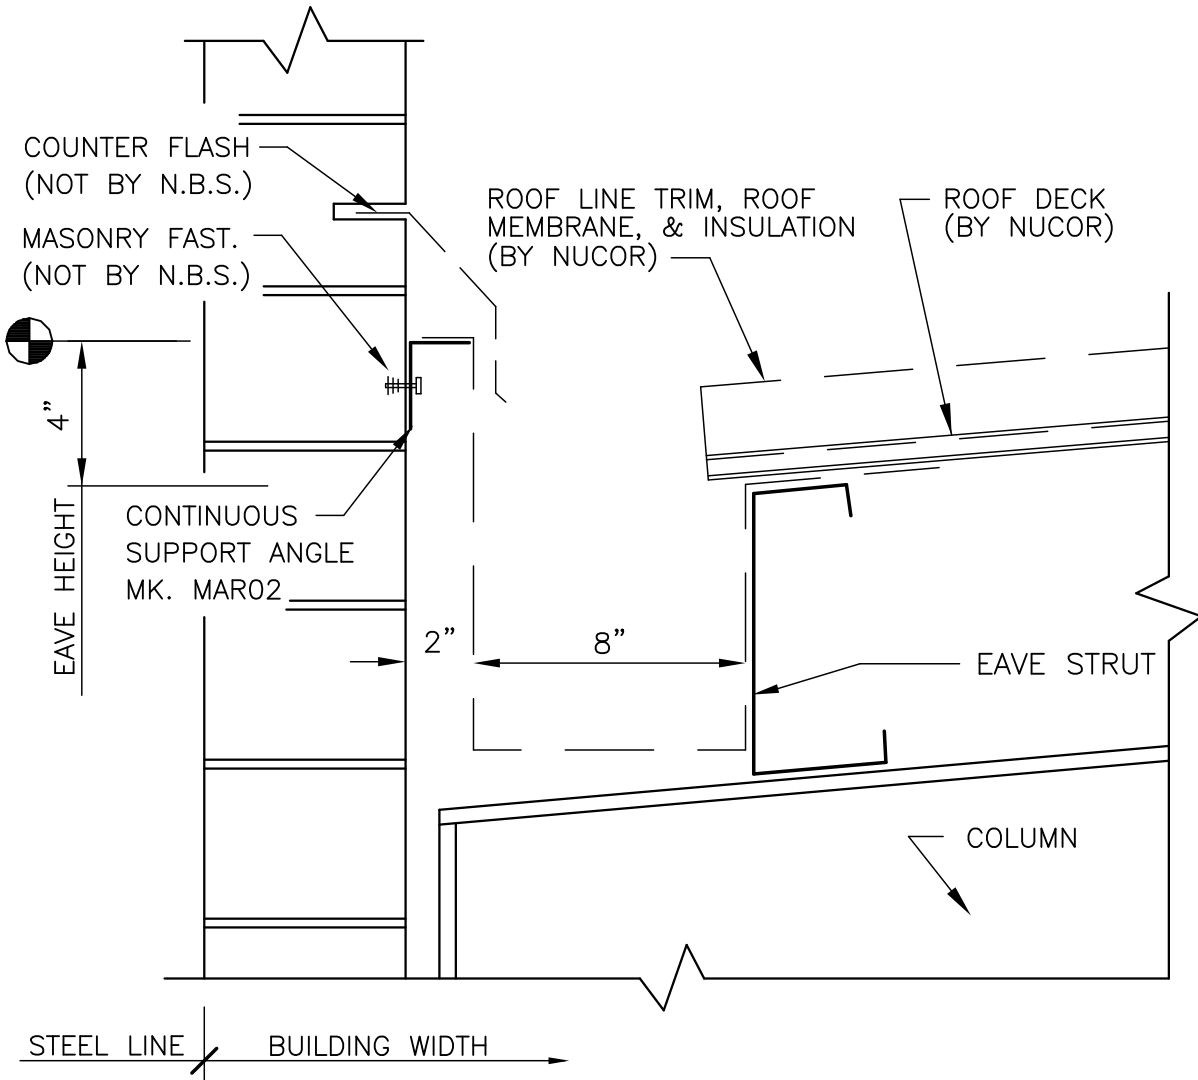 COUNTER FLASH
(NOT BY N.B.S.)
MASONRY FAST.
(NOT BY N.B.S.)
ROOF LINE TRIM, ROOF
MEMBRANE, & INSULATION
(BY NUCOR)
ROOF DECK
(BY NUCOR)
4”
EAVE HEIGHT
CONTINUOUS
SUPPORT ANGLE
MK. MAR02
2”
8”
EAVE STRUT
COLUMN
STEEL LINE
BUILDING WIDTH